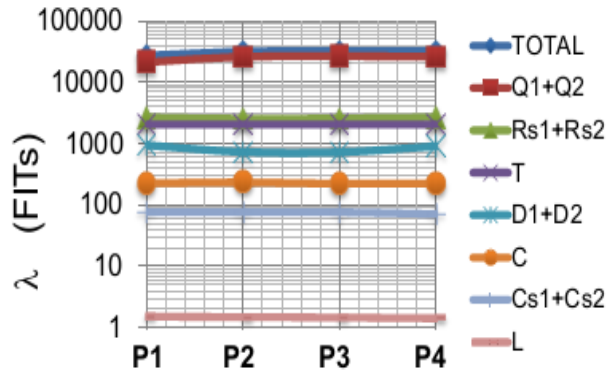 100000
10000
1000
100
10
1
λ (FITs)
P1 P2 P3 P4
TOTAL
Q1+Q2
Rs1+Rs2
T
D1+D2
C
Cs1+Cs2
L